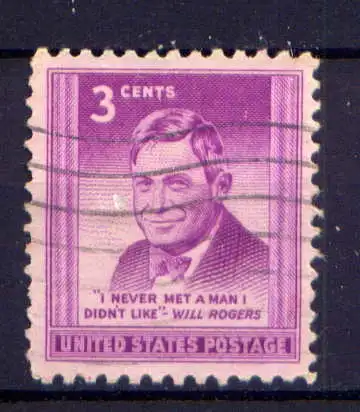 3 CENTS
"I NEVER MET A MAN I
DIDN'T LIKE" - WILL ROGERS
UNITED STATES POSTAGE